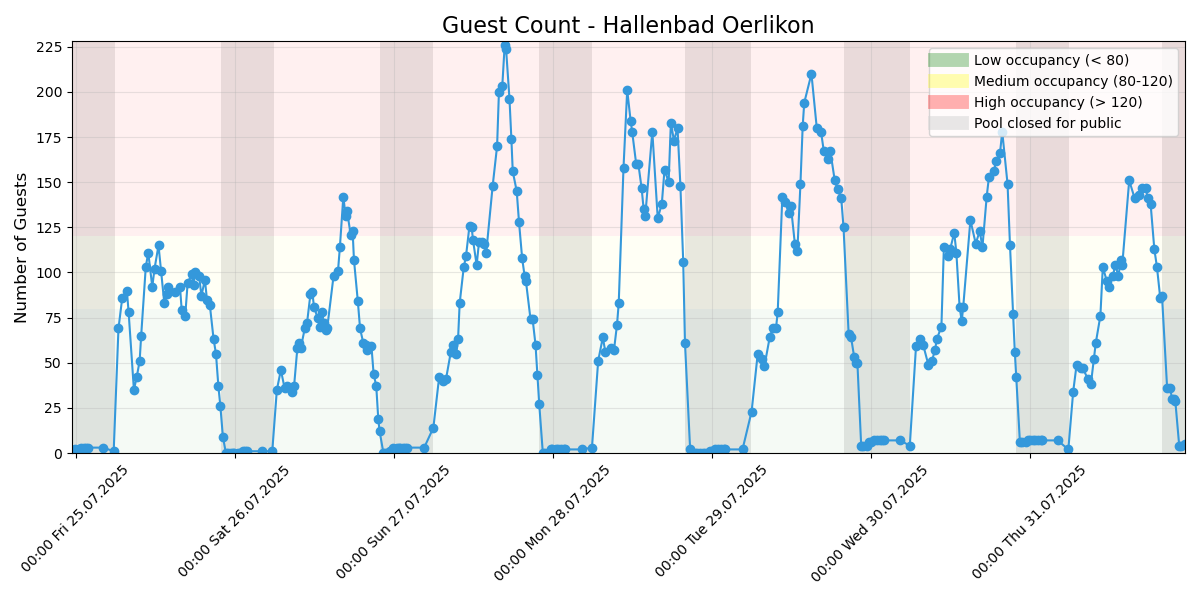 Guest Count - Hallenbad Oerlikon
Number of Guests
225
200
175
150
125
100
75
50
25
0
Low occupancy (< 80)
Medium occupancy (80-120)
High occupancy (> 120)
Pool closed for public
00:00 Fri 25.07.2025
00:00 Sat 26.07.2025
00:00 Sun 27.07.2025
00:00 Mon 28.07.2025
00:00 Tue 29.07.2025
00:00 Wed 30.07.2025
00:00 Thu 31.07.2025